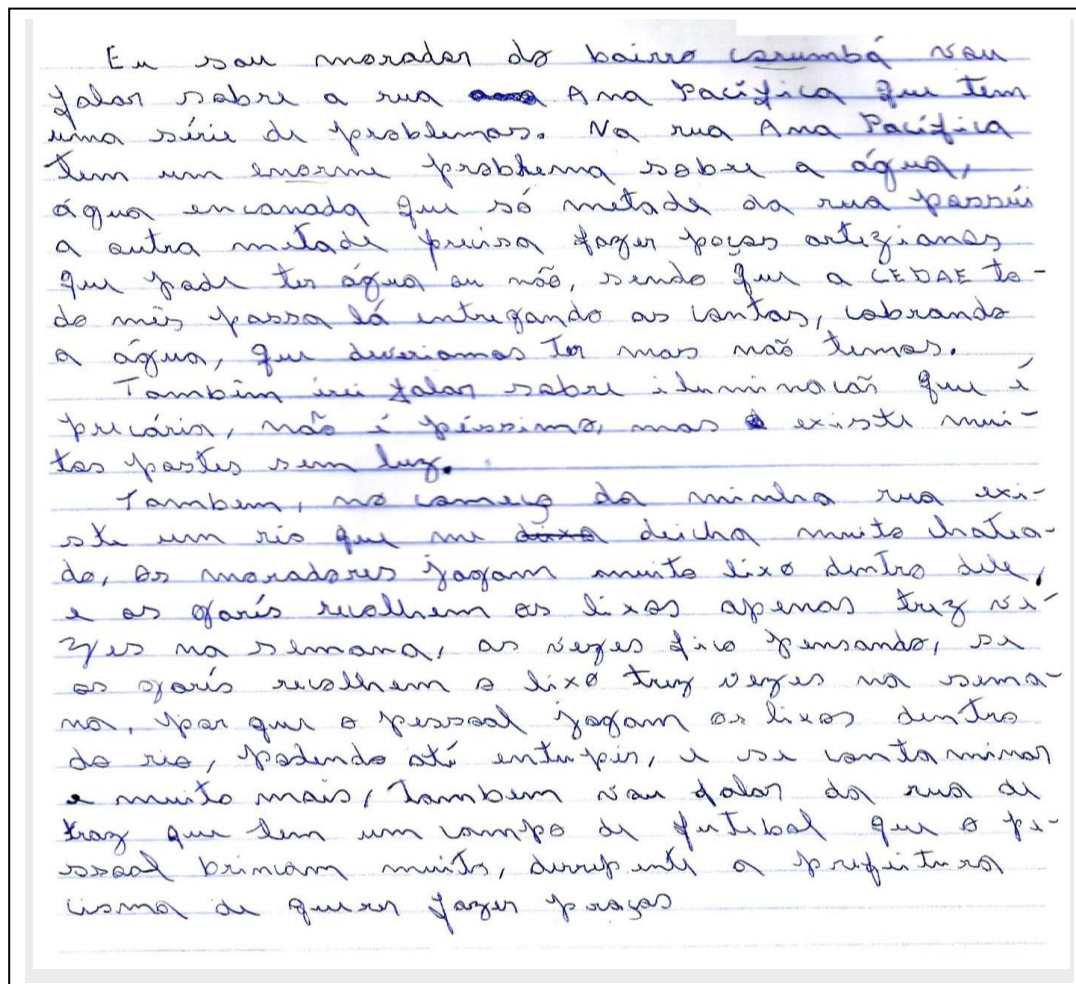 Eu sou morador do bairro carumbá vou
falar sobre a rua Ana Pacífica que tem
uma série de problemas. Na rua Ana Pacífica
tem um enorme problema sobre a água,
água encanada que só metade da rua possui
a outra metade precisa fazer poços artezianos
que pode ter água ou não, sendo que a CEDAE to-
do mês passa lá entregando as contas, cobrando
a água, que deveriamos ter mas não temos.
Também irei falar sobre iluminacão que é
precária, não é péssimo, mas existe mui-
tos postes sem luz.
Tambem, no começo da minha rua exi-
ste um rio que me deicha muito chatea-
do, os moradores jogam muito lixo dentro dele,
e os garís recolhem os lixos apenas trez ve-
zes na semana, as vezes fico pensando, se
os garís recolhem o lixo trez vezes na sema-
na, por que o pessoal jogam os lixos dentro
do rio, podendo até entupir, e se contaminar
e muito mais, tambem vou falar da rua de
traz que tem um campo de futebol que o pe-
ssoal brincam muito, derrepente a prefeitura
cisma de querer fazer praças